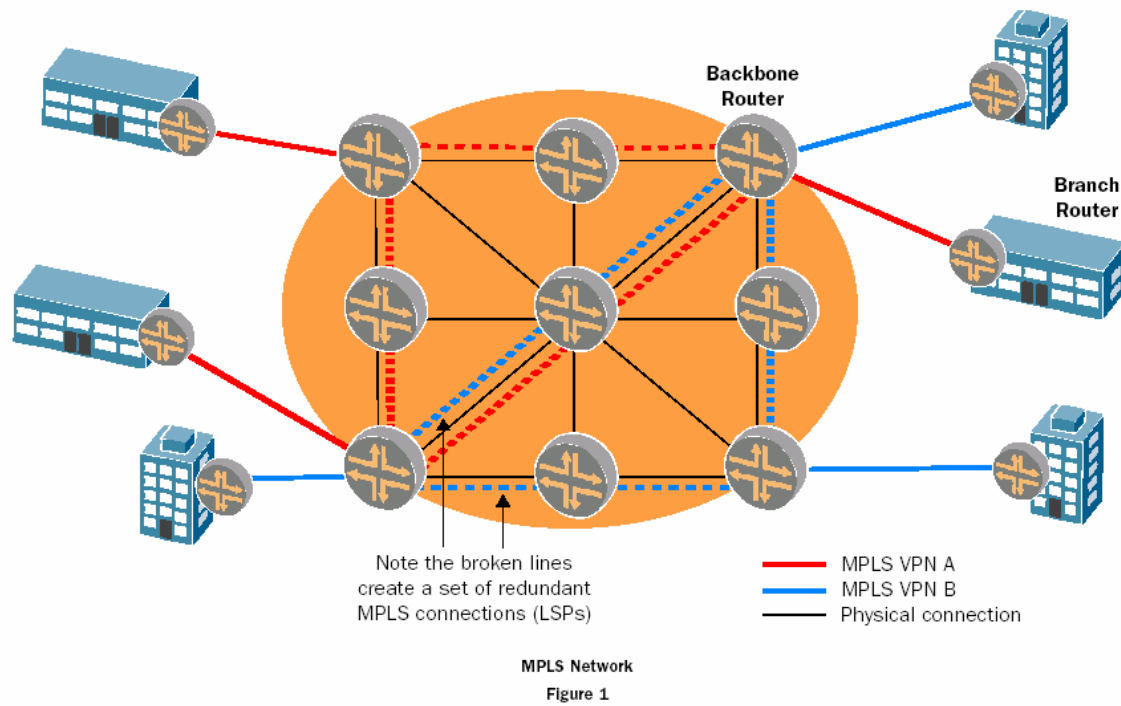 Backbone
Router
Branch
Router
Note the broken lines
create a set of redundant
MPLS connections (LSPs)
MPLS VPN A
MPLS VPN B
Physical connection
MPLS Network
Figure 1